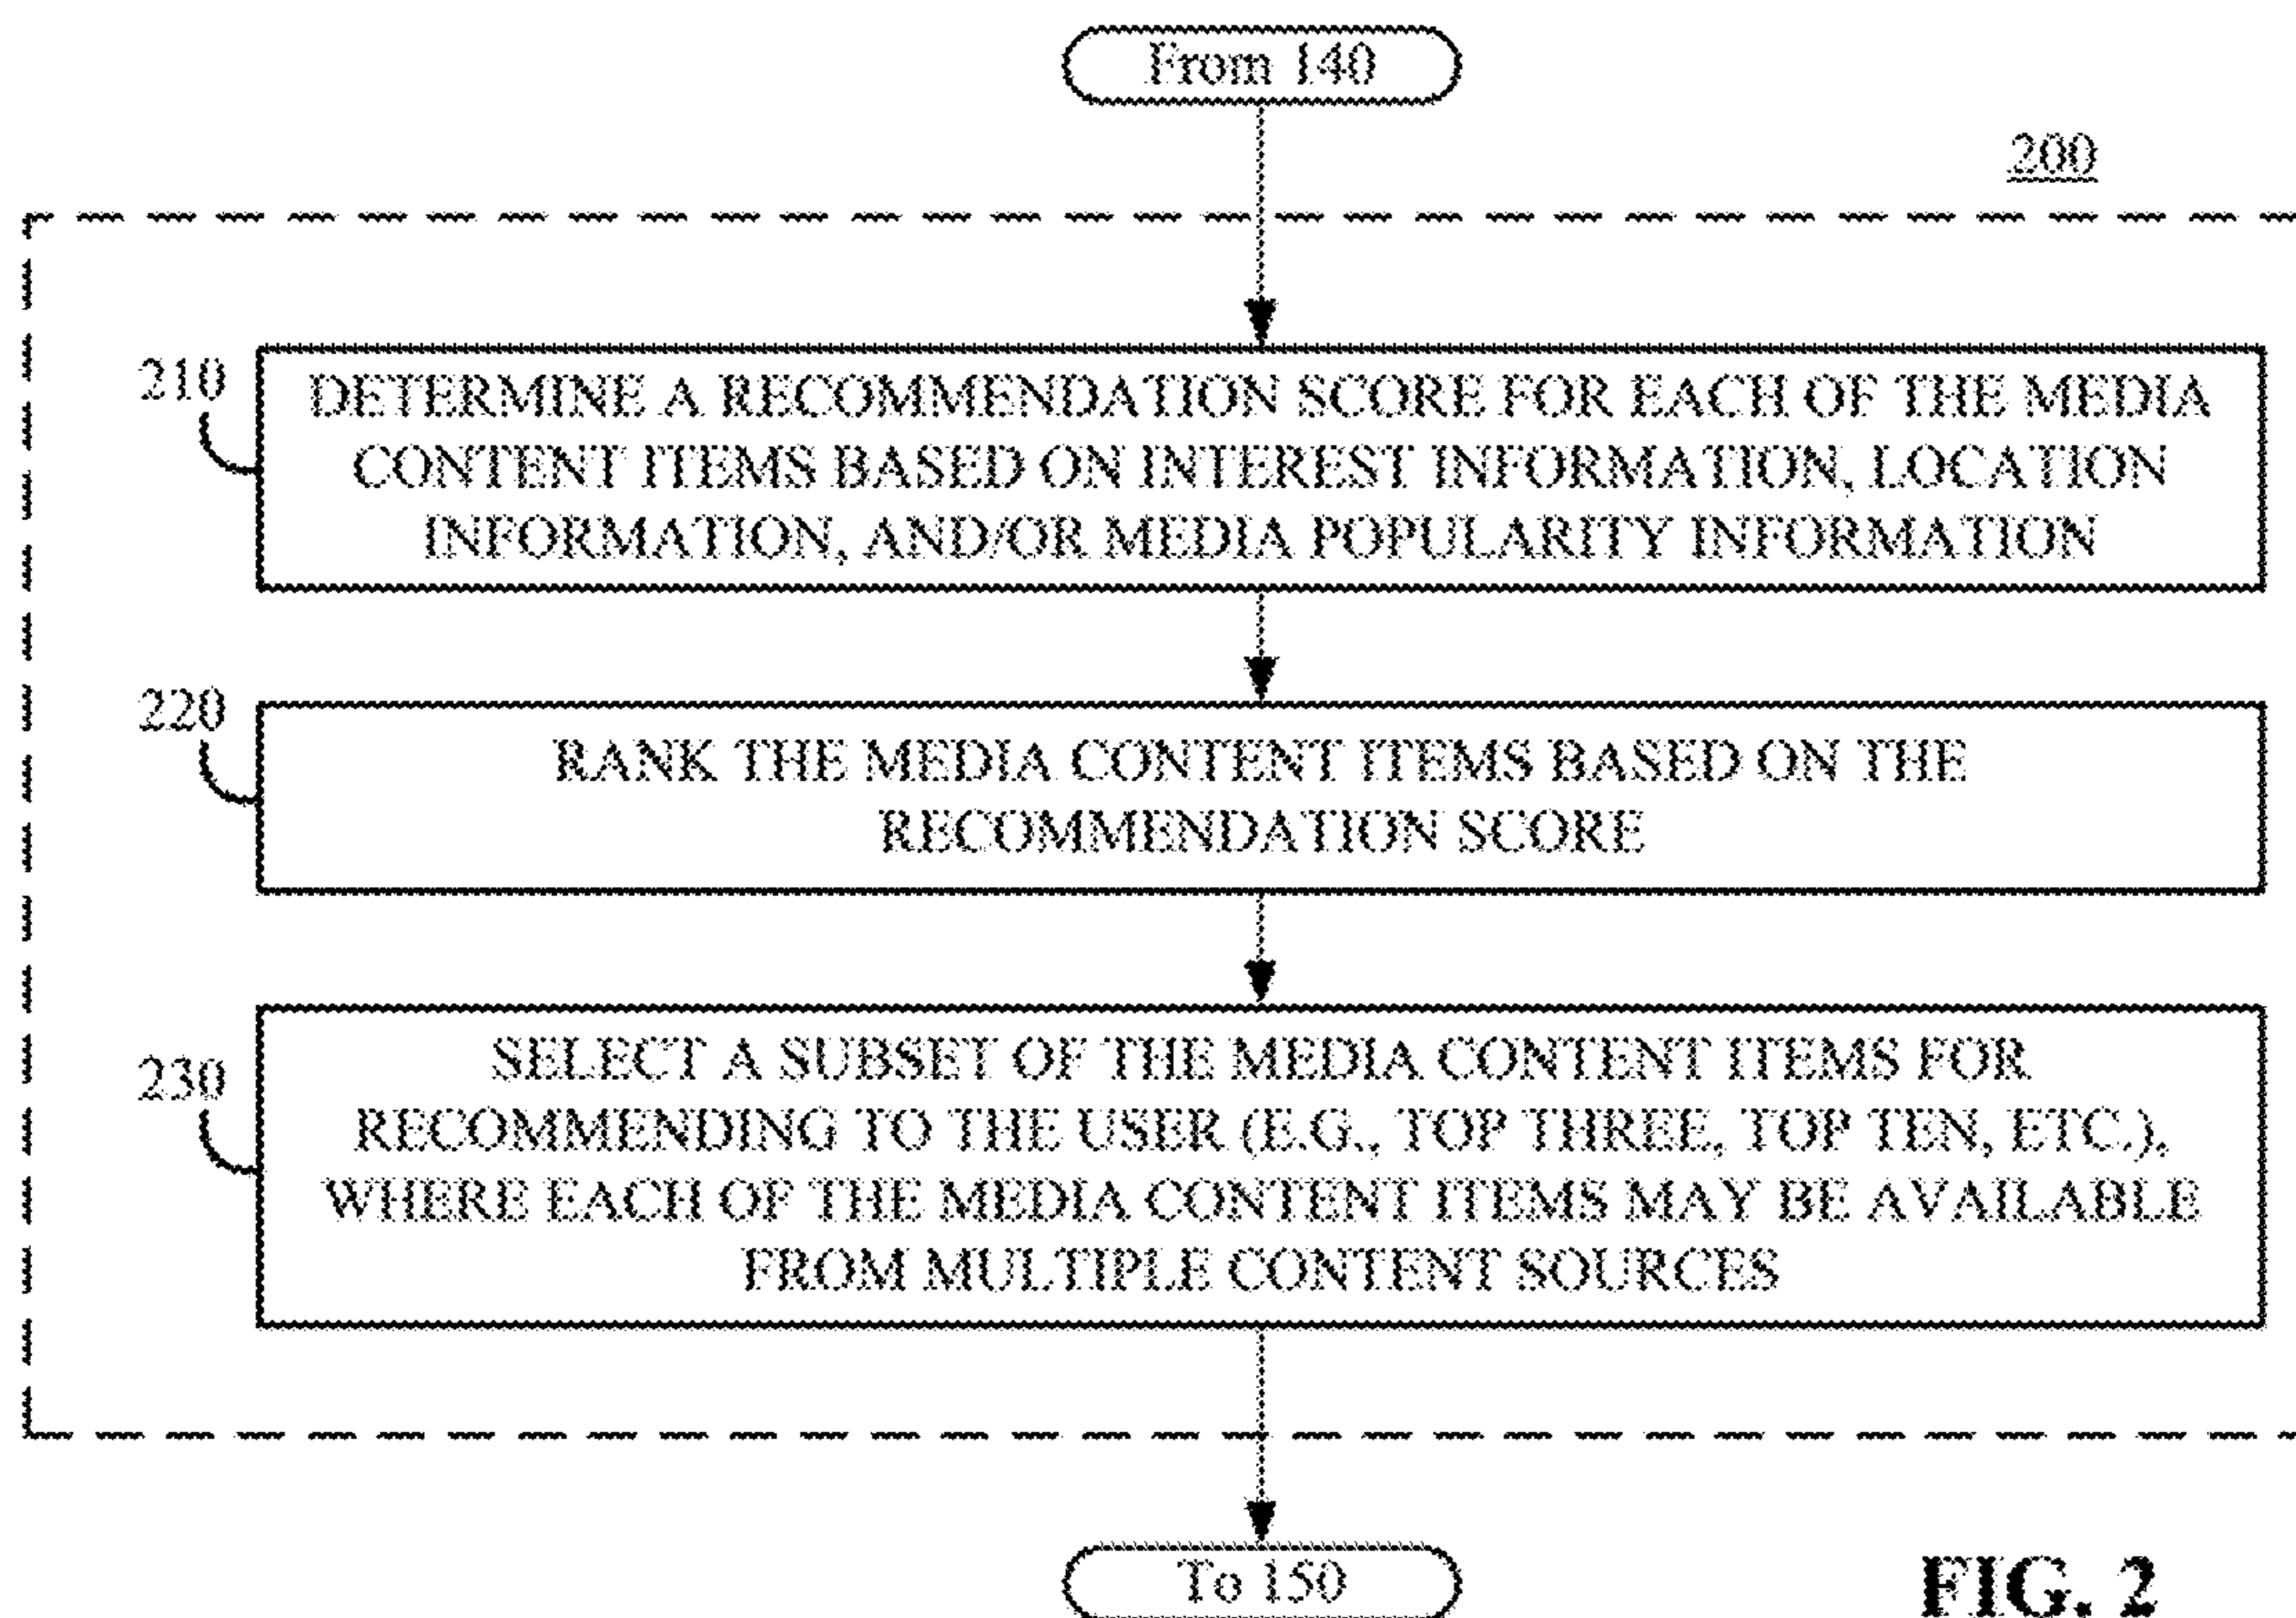 From 140
200
210
DETERMINE A RECOMMENDATION SCORE FOR EACH OF THE MEDIA
CONTENT ITEMS BASED ON INTEREST INFORMATION, LOCATION
INFORMATION, AND/OR MEDIA POPULARITY INFORMATION
220
RANK THE MEDIA CONTENT ITEMS BASED ON THE
RECOMMENDATION SCORE
230
SELECT A SUBSET OF THE MEDIA CONTENT ITEMS FOR
RECOMMENDING TO THE USER (E.G., TOP THREE, TOP TEN, ETC.),
WHERE EACH OF THE MEDIA CONTENT ITEMS MAY BE AVAILABLE
FROM MULTIPLE CONTENT SOURCES
To 150
FIG. 2